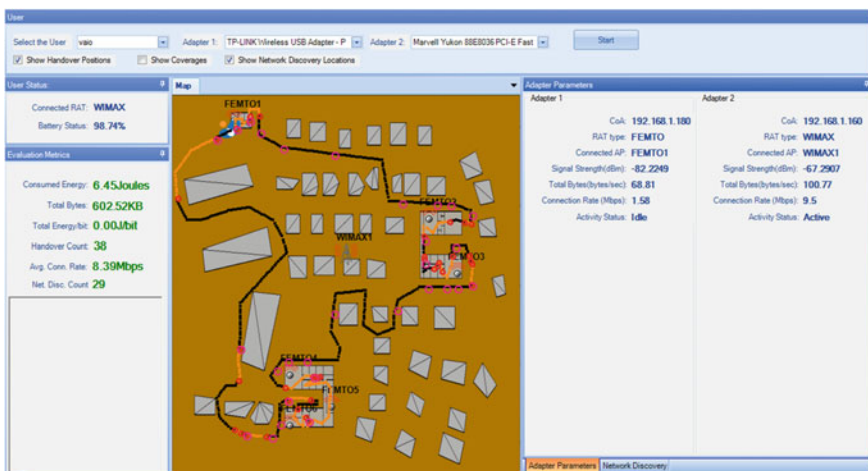 User
Select the User vaio Adapter 1: TP-LINK Wireless USB Adapter - P Adapter 2: Marvell Yukon 88E8036 PCI-E Fast Start
Show Handover Positions Show Coverages Show Network Discovery Locations
User Status:
Connected RAT: WIMAX
Battery Status: 98.74%
Evaluation Metrics
Consumed Energy: 6.45Joules
Total Bytes: 602.52KB
Total Energy/bit: 0.00J/bit
Handover Count: 38
Avg. Conn. Rate: 8.39Mbps
Net. Disc. Count 29
Map
FEMTO1
FEMTO2
WIMAX1
FEMTO3
FEMTO4
FEMTO5
FEMTO6
Adapter Parameters
Adapter 1
CoA: 192.168.1.180
RAT type: FEMTO
Connected AP: FEMTO1
Signal Strength(dBm) -82.2249
Total Bytes(bytes/sec) 68.81
Connection Rate (Mbps): 1.58
Activity Status: Idle
Adapter 2
CoA: 192.168.1.160
RAT type: WIMAX
Connected AP: WIMAX1
Signal Strength(dBm) -67.2907
Total Bytes(bytes/sec) 100.77
Connection Rate (Mbps): 9.5
Activity Status: Active
Adapter Parameters Network Discovery